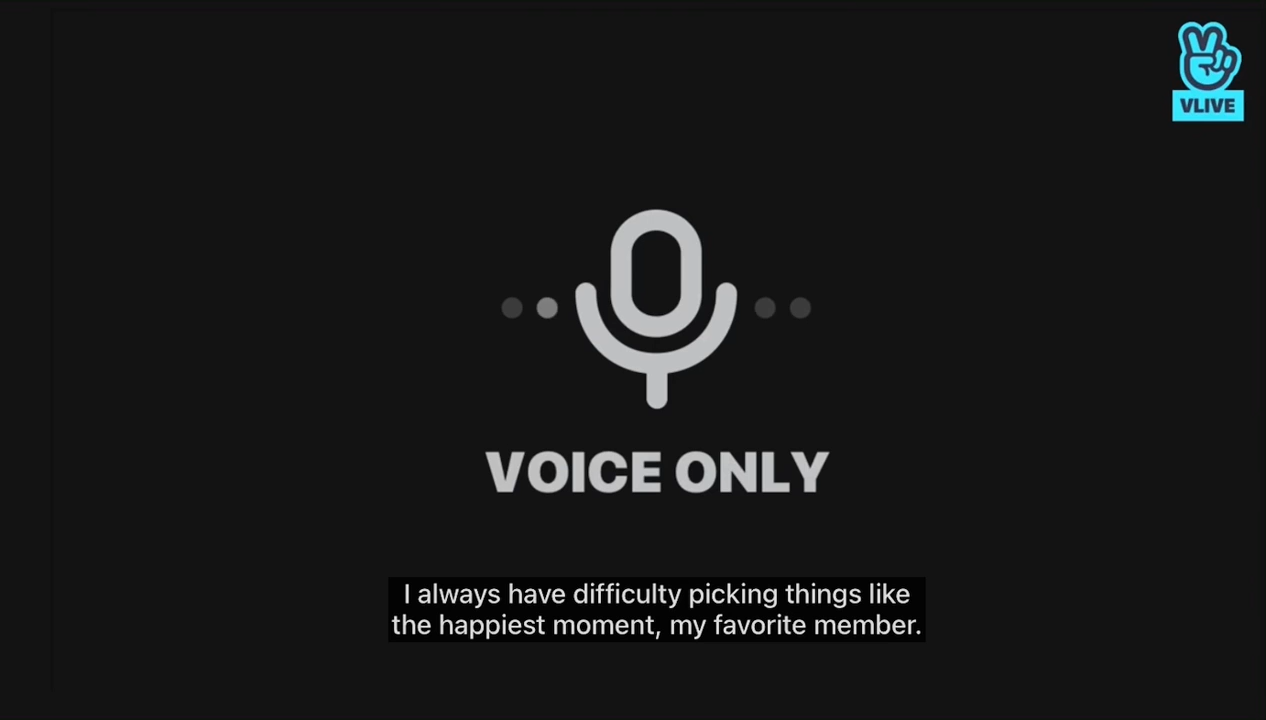 VLIVE
VOICE ONLY
I always have difficulty picking things like
the happiest moment, my favorite member.